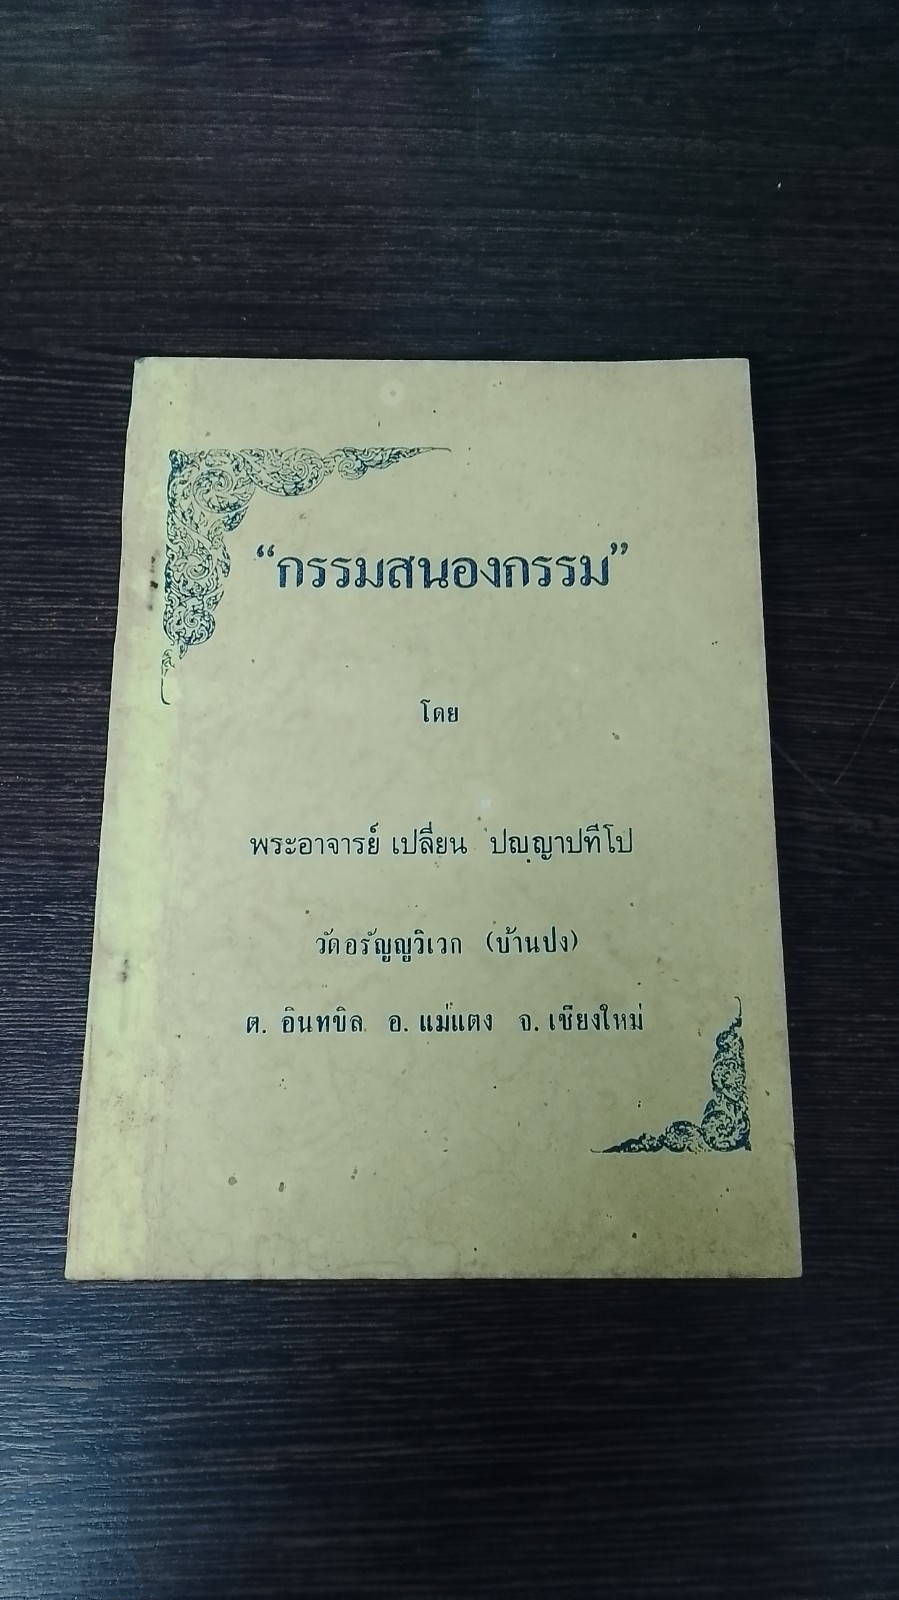 “กรรมสนองกรรม”
โดย
พระอาจารย์ เปลี่ยน ปญฺญาปทีโป
วัดอรัญญวิเวก (บ้านปง)
ต. อินทขิล อ. แม่แตง จ. เชียงใหม่